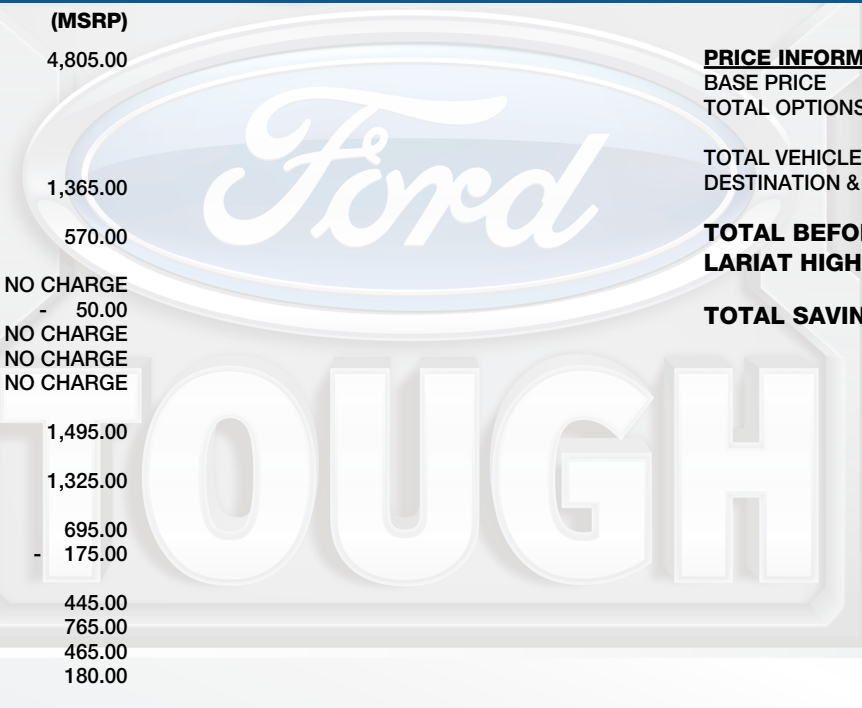 (MSRP)
4,805.00
1,365.00
570.00
NO CHARGE
- 50.00
NO CHARGE
NO CHARGE
NO CHARGE
1,495.00
1,325.00
695.00
- 175.00
445.00
765.00
465.00
180.00
PRICE INFORM
BASE PRICE
TOTAL OPTIONS
TOTAL VEHICLE
DESTINATION &
TOTAL BEFO
LARIAT HIGH
TOTAL SAVIN
Ford
TOUGH